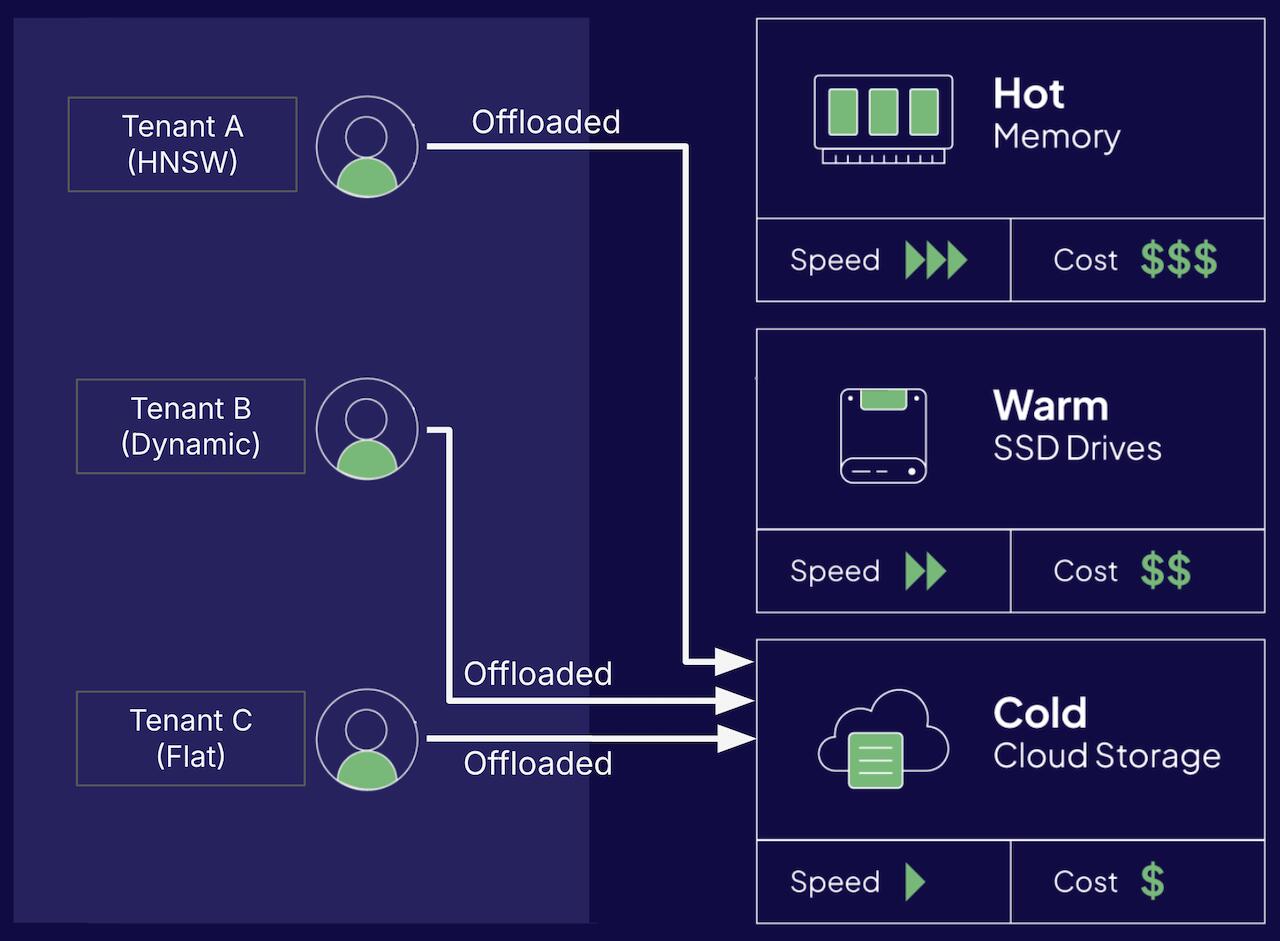 Tenant A
(HNSW)
Offloaded
Hot
Memory
Speed
Cost $$$
Tenant B
(Dynamic)
Offloaded
Warm
SSD Drives
Speed
Cost $$
Tenant C
(Flat)
Offloaded
Cold
Cloud Storage
Speed
Cost $